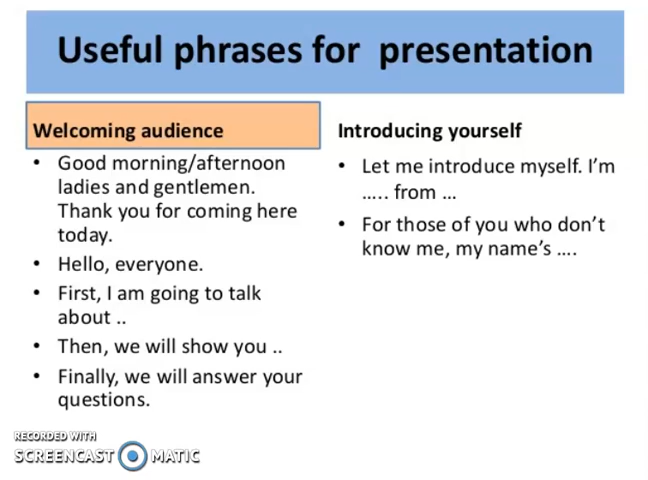 Useful phrases for presentation
Welcoming audience
• Good morning/afternoon
ladies and gentlemen.
Thank you for coming here
today.
• Hello, everyone.
• First, I am going to talk
about ..
• Then, we will show you ..
• Finally, we will answer your
questions.
Introducing yourself
• Let me introduce myself. I'm
..... from ...
• For those of you who don't
know me, my name's ....
RECORDED WITH
SCREENCAST MATIC